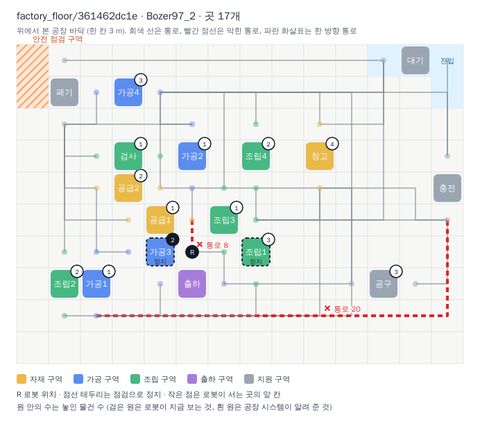 factory_floor/361462dc1e · Bozer97_2 · 곳 17개
위에서 본 공장 바닥 (한 칸 3 m). 회색 선은 통로, 빨간 점선은 막힌 통로, 파란 화살표는 한 방향 통로
안전 점검 구역
대기
진입
폐기
가공4
3
검사
1
가공2
1
조립4
2
창고
4
공급2
2
충전
공급1
1
조립3
1
가공3
정지
2
R
통로 8
조립1
정지
3
조립2
2
가공1
1
출하
공구
3
통로 20
자재 구역
가공 구역
조립 구역
출하 구역
지원 구역
R 로봇 위치 · 점선 테두리는 점검으로 정지 · 작은 점은 로봇이 서는 곳의 앞 칸
원 안의 수는 놓인 물건 수 (검은 원은 로봇이 지금 보는 것, 흰 원은 공장 시스템이 알려 준 것)